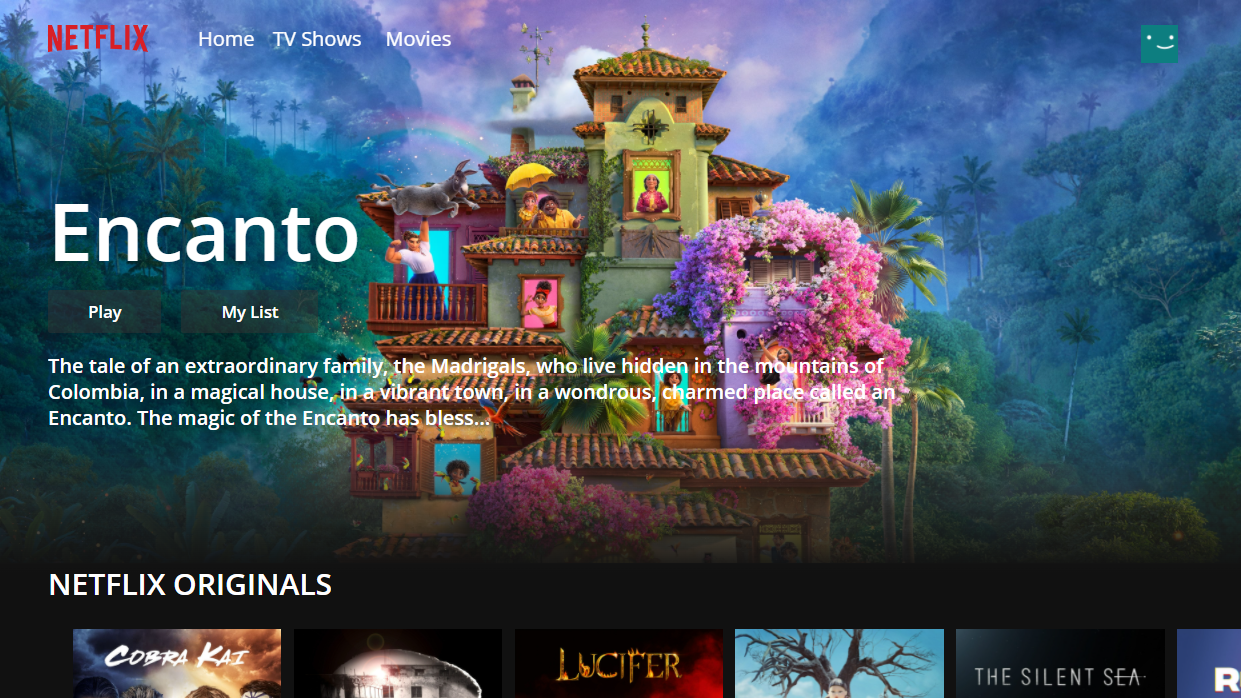 NETFLIX Home TV Shows Movies
Encanto
Play My List
The tale of an extraordinary family, the Madrigals, who live hidden in the mountains of
Colombia, in a magical house, in a vibrant town, in a wondrous, charmed place called an
Encanto. The magic of the Encanto has bless...
NETFLIX ORIGINALS
COBRA KAI
LUCIFER
THE SILENT SEA